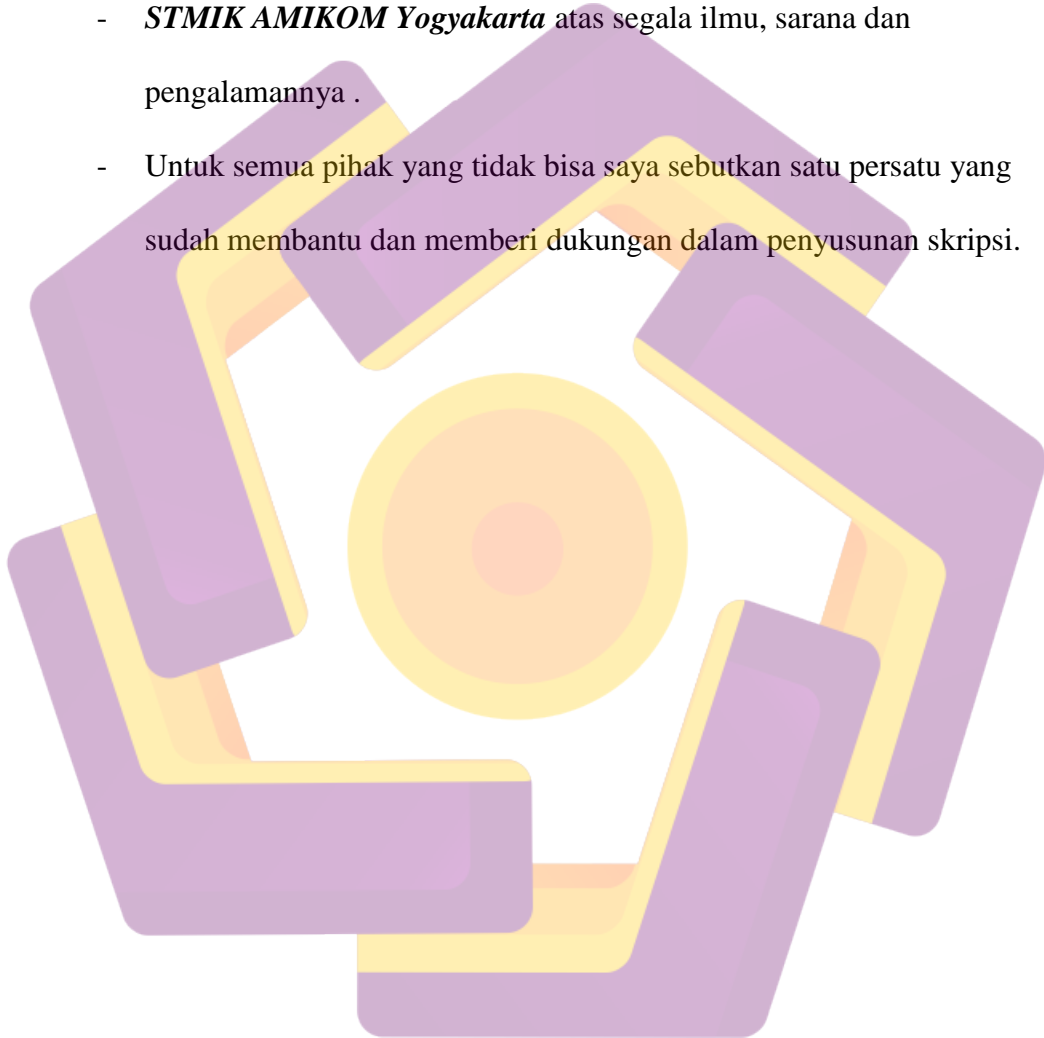 - STMIK AMIKOM Yogyakarta atas segala ilmu, sarana dan
pengalamannya .
- Untuk semua pihak yang tidak bisa saya sebutkan satu persatu yang
sudah membantu dan memberi dukungan dalam penyusunan skripsi.